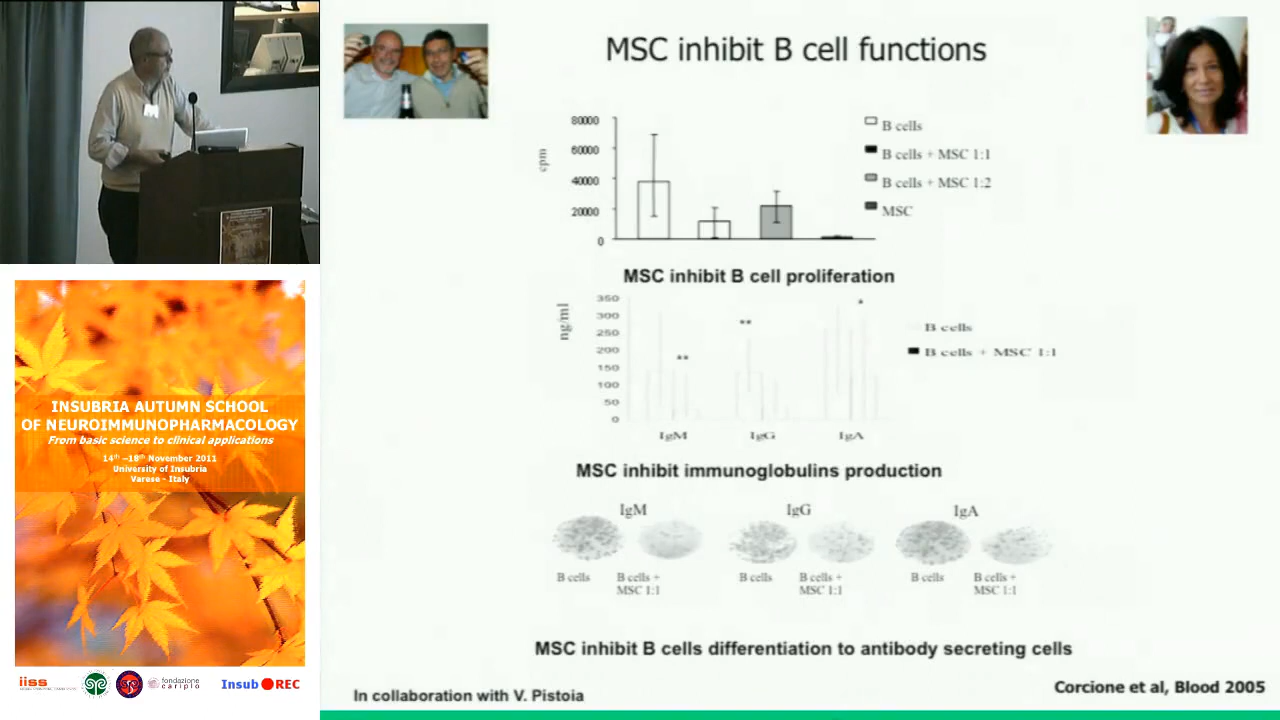 MSC inhibit B cell functions
80000
60000
40000
20000
0
cpm
B cells
B cells + MSC 1:1
B cells + MSC 1:2
MSC
MSC inhibit B cell proliferation
350
300
250
200
150
100
50
0
ng/ml
**
**
*
IgM
IgG
IgA
B cells
B cells + MSC 1:1
MSC inhibit immunoglobulins production
IgM
IgG
IgA
B cells
B cells +
MSC 1:1
B cells
B cells +
MSC 1:1
B cells
B cells +
MSC 1:1
MSC inhibit B cells differentiation to antibody secreting cells
In collaboration with V. Pistoia
Corcione et al, Blood 2005
INSUBRIA AUTUMN SCHOOL
OF NEUROIMMUNOPHARMACOLOGY
From basic science to clinical applications
14th –18th November 2011
University of Insubria
Varese - Italy
iiss
fondazione
cariplo
Insub REC